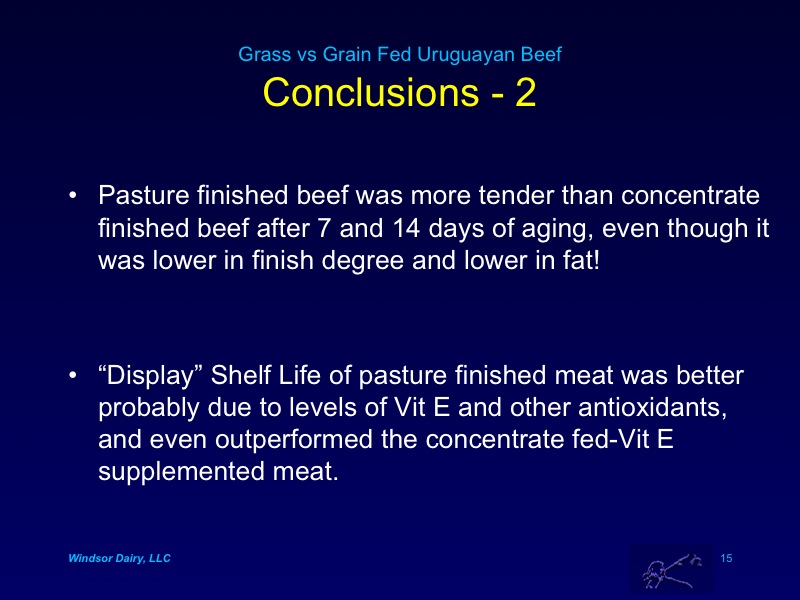 Grass vs Grain Fed Uruguayan Beef
Conclusions - 2
• Pasture finished beef was more tender than concentrate
finished beef after 7 and 14 days of aging, even though it
was lower in finish degree and lower in fat!
• “Display” Shelf Life of pasture finished meat was better
probably due to levels of Vit E and other antioxidants,
and even outperformed the concentrate fed-Vit E
supplemented meat.
Windsor Dairy, LLC
15